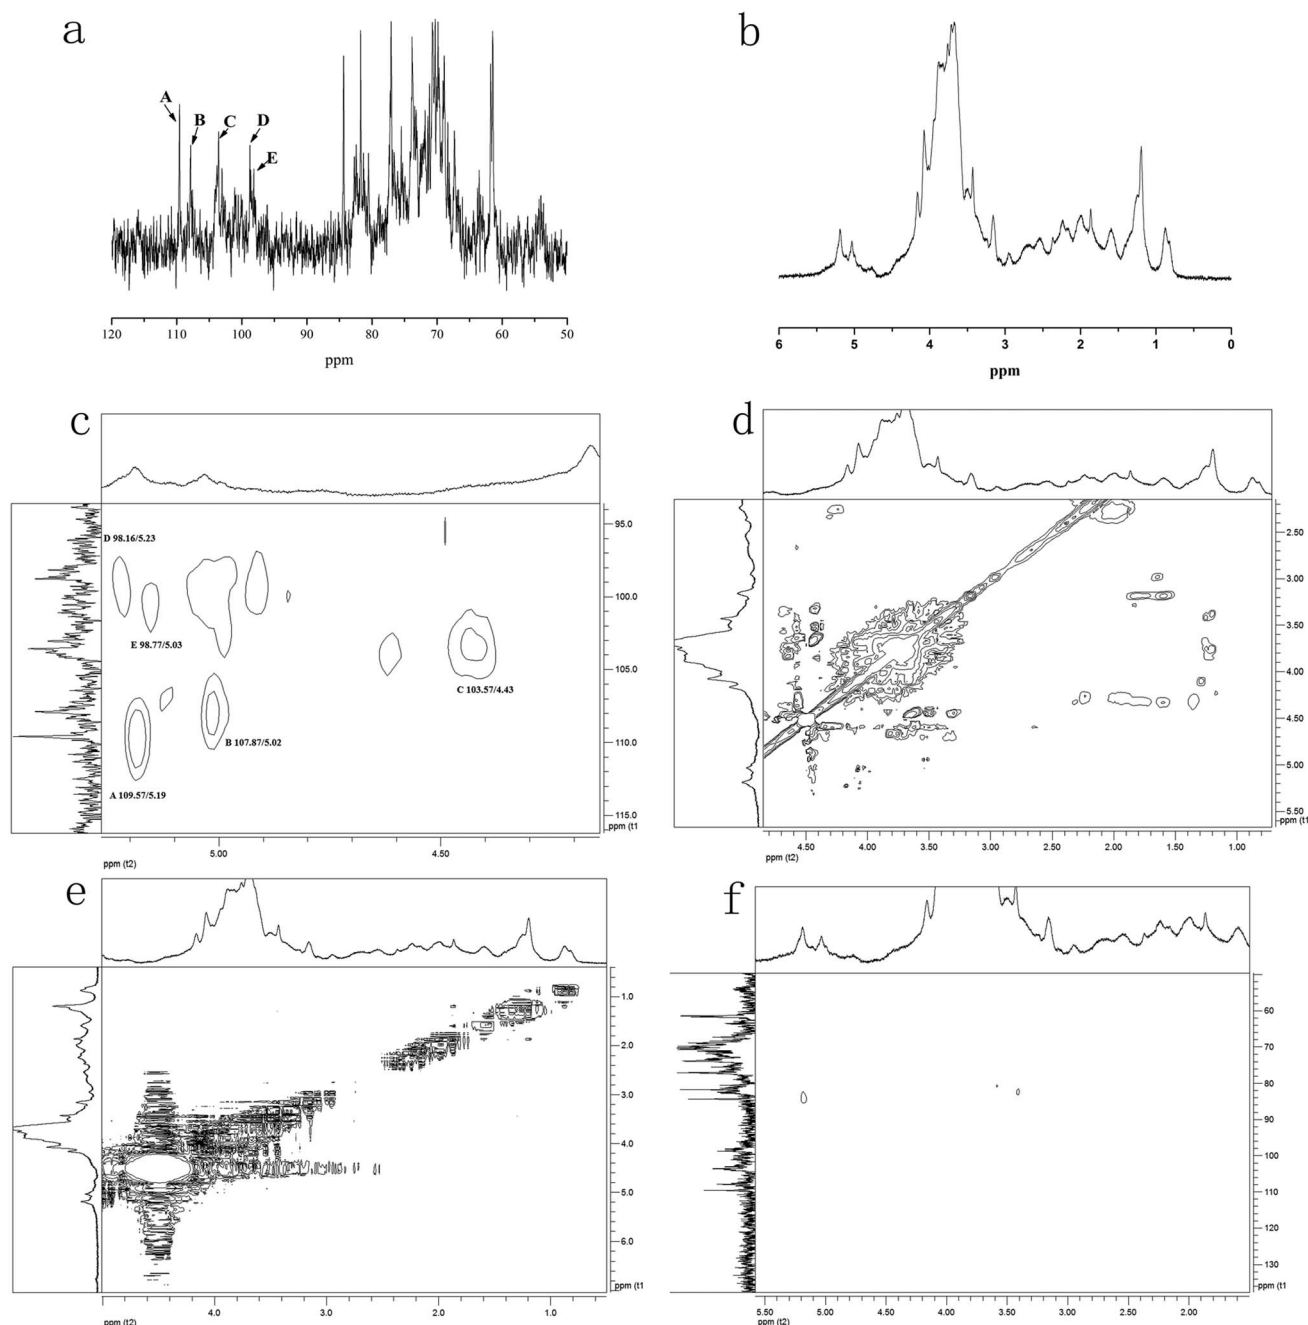 a
A
B
C
D
E
120 110 100 90 80 70 60 50
ppm
b
6 5 4 3 2 1 0
ppm
c
D 98.16/5.23
E 98.77/5.03
C 103.57/4.43
B 107.87/5.02
A 109.57/5.19
95.0
100.0
105.0
110.0
115.0
ppm (t1
5.00 4.50
ppm (t2)
d
2.50
3.00
3.50
4.00
4.50
5.00
5.50
ppm (t1
4.50 4.00 3.50 3.00 2.50 2.00 1.50 1.00
ppm (t2)
e
1.0
2.0
3.0
4.0
5.0
6.0
ppm (t1
5.0 4.0 3.0 2.0 1.0
ppm (t2)
f
60
70
80
90
100
110
120
130
ppm (t1
5.50 5.00 4.50 4.00 3.50 3.00 2.50 2.00
ppm (t2)